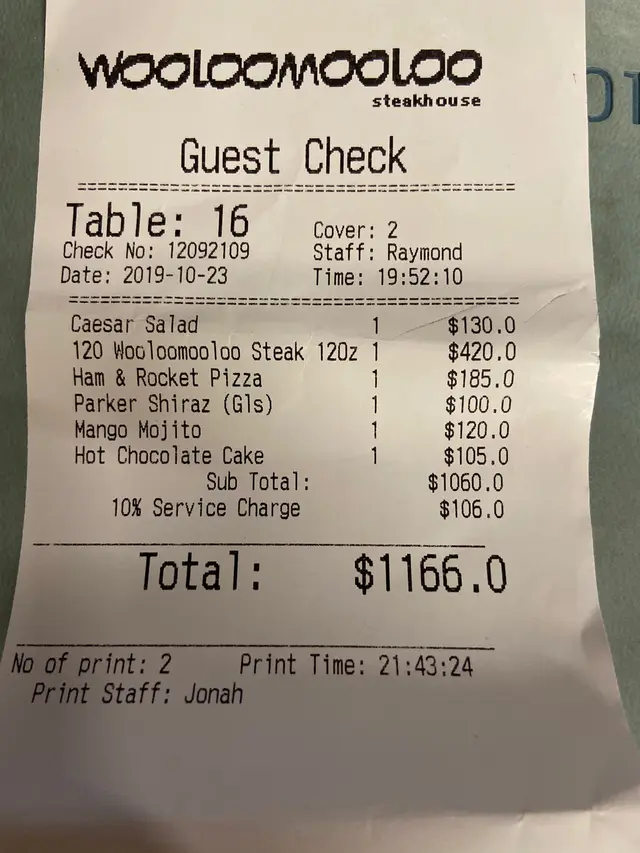 WOOLOOMOOLOO
steakhouse
Guest Check
Table: 16 Cover: 2
Check No: 12092109 Staff: Raymond
Date: 2019-10-23 Time: 19:52:10
Caesar Salad 1 $130.0
120 Wooloomooloo Steak 12Oz 1 $420.0
Ham & Rocket Pizza 1 $185.0
Parker Shiraz (Gls) 1 $100.0
Mango Mojito 1 $120.0
Hot Chocolate Cake 1 $105.0
Sub Total: $1060.0
10% Service Charge $106.0
Total: $1166.0
No of print: 2 Print Time: 21:43:24
Print Staff: Jonah